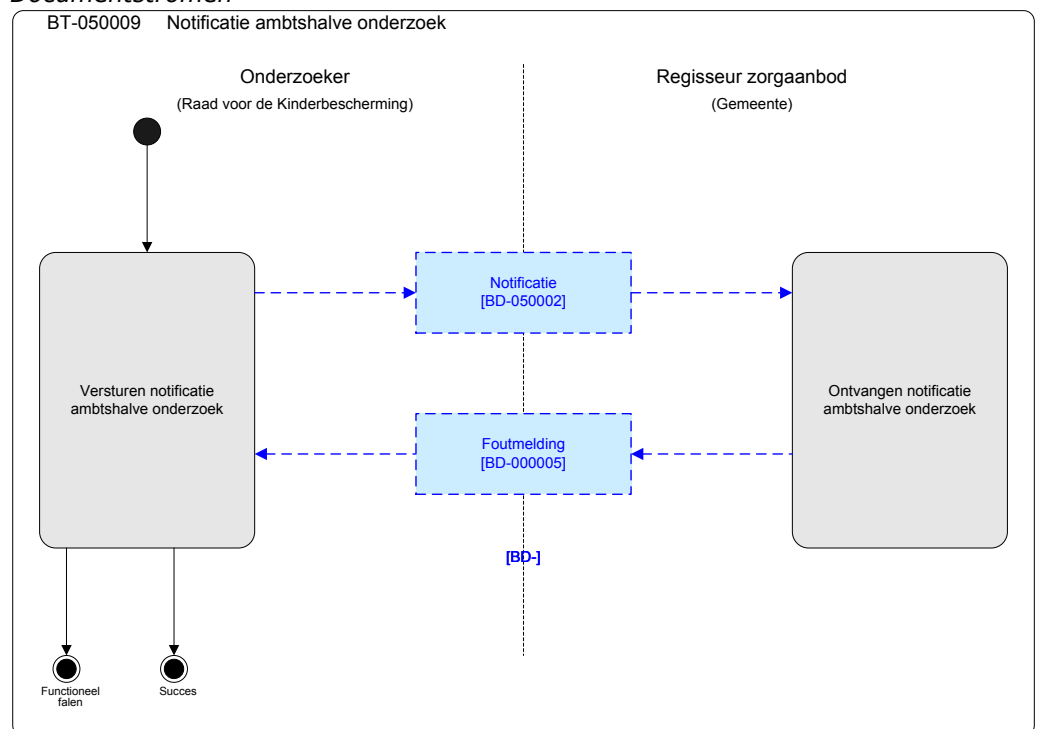 Documentstromen
BT-050009 Notificatie ambtshalve onderzoek
Onderzoeker
(Raad voor de Kinderbescherming)
Regisseur zorgaanbod
(Gemeente)
Notificatie
[BD-050002]
Versturen notificatie
ambtshalve onderzoek
Ontvangen notificatie
ambtshalve onderzoek
Foutmelding
[BD-000005]
[BD-]
Functioneel
falen
Succes